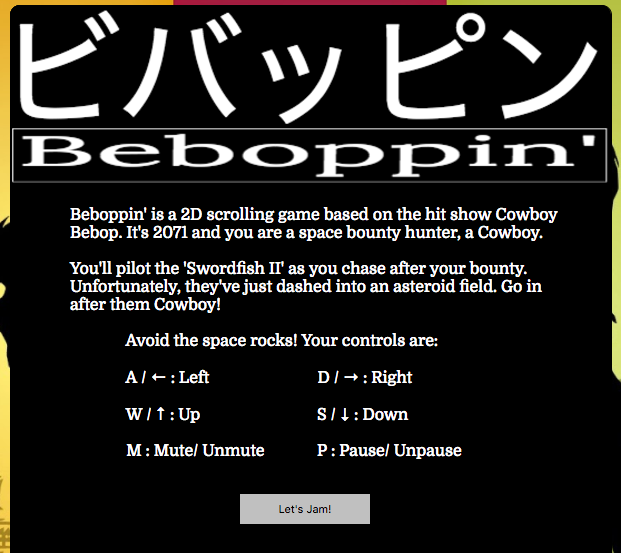 ビバッピン
Beboppin'
Beboppin' is a 2D scrolling game based on the hit show Cowboy
Bebop. It's 2071 and you are a space bounty hunter, a Cowboy.
You'll pilot the 'Swordfish II' as you chase after your bounty.
Unfortunately, they've just dashed into an asteroid field. Go in
after them Cowboy!
Avoid the space rocks! Your controls are:
A / ← : Left D / → : Right
W / ↑ : Up S / ↓ : Down
M : Mute/ Unmute P : Pause/ Unpause
Let's Jam!